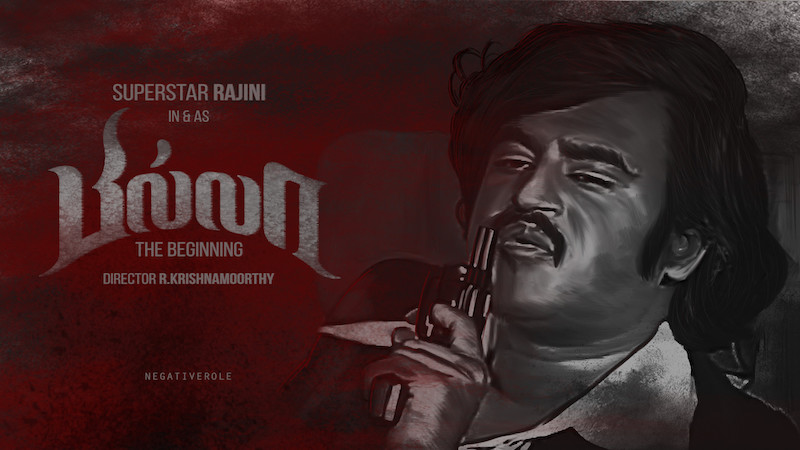 SUPERSTAR RAJINI
IN & AS
பில்லா
THE BEGINNING
DIRECTOR R.KRISHNAMOORTHY
NEGATIVEROLE